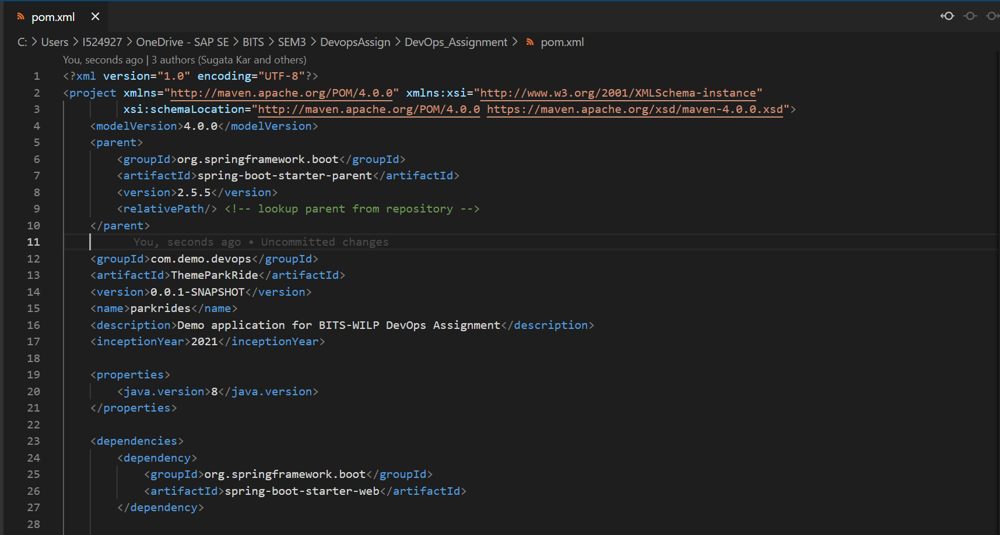 pom.xml
C: > Users > I524927 > OneDrive - SAP SE > BITS > SEM3 > DevopsAssign > DevOps_Assignment > pom.xml
You, seconds ago | 3 authors (Sugata Kar and others)
1 <?xml version="1.0" encoding="UTF-8"?>
2 <project xmlns="http://maven.apache.org/POM/4.0.0" xmlns:xsi="http://www.w3.org/2001/XMLSchema-instance"
3 xsi:schemaLocation="http://maven.apache.org/POM/4.0.0 https://maven.apache.org/xsd/maven-4.0.0.xsd">
4 <modelVersion>4.0.0</modelVersion>
5 <parent>
6 <groupId>org.springframework.boot</groupId>
7 <artifactId>spring-boot-starter-parent</artifactId>
8 <version>2.5.5</version>
9 <relativePath/> <!-- lookup parent from repository -->
10 </parent>
11 You, seconds ago • Uncommitted changes
12 <groupId>com.demo.devops</groupId>
13 <artifactId>ThemeParkRide</artifactId>
14 <version>0.0.1-SNAPSHOT</version>
15 <name>parkrides</name>
16 <description>Demo application for BITS-WILP DevOps Assignment</description>
17 <inceptionYear>2021</inceptionYear>
18
19 <properties>
20 <java.version>8</java.version>
21 </properties>
22
23 <dependencies>
24 <dependency>
25 <groupId>org.springframework.boot</groupId>
26 <artifactId>spring-boot-starter-web</artifactId>
27 </dependency>
28